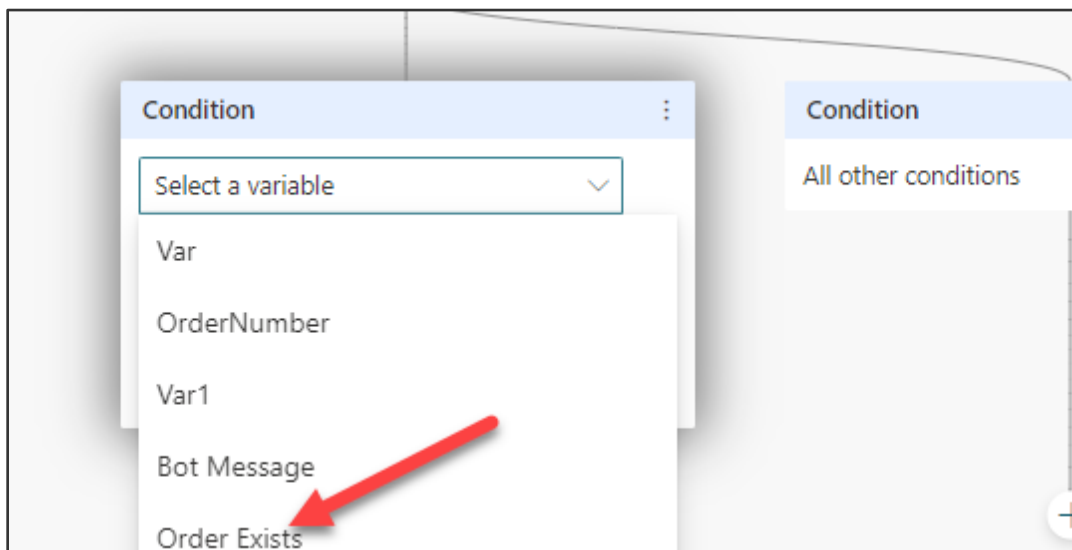 Condition
Select a variable
Var
OrderNumber
Var1
Bot Message
Order Exists
Condition
All other conditions